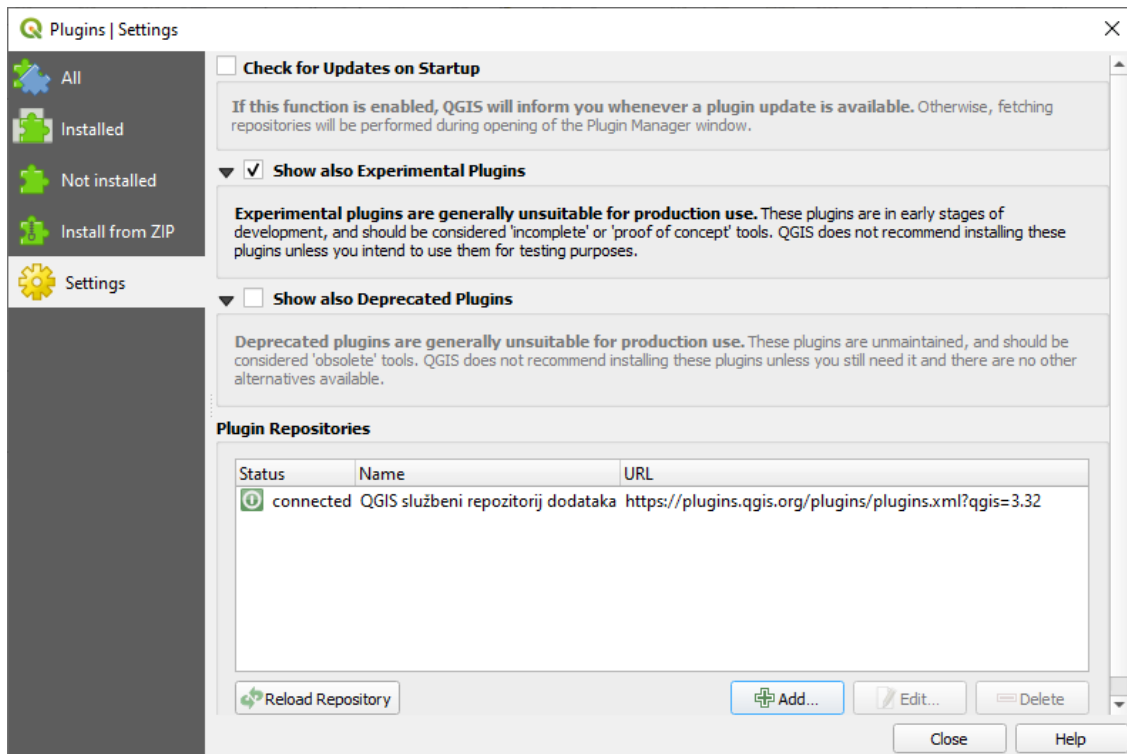 Plugins | Settings
All
Installed
Not installed
Install from ZIP
Settings
Check for Updates on Startup
If this function is enabled, QGIS will inform you whenever a plugin update is available. Otherwise, fetching
repositories will be performed during opening of the Plugin Manager window.
Show also Experimental Plugins
Experimental plugins are generally unsuitable for production use. These plugins are in early stages of
development, and should be considered 'incomplete' or 'proof of concept' tools. QGIS does not recommend installing these
plugins unless you intend to use them for testing purposes.
Show also Deprecated Plugins
Deprecated plugins are generally unsuitable for production use. These plugins are unmaintained, and should be
considered 'obsolete' tools. QGIS does not recommend installing these plugins unless you still need it and there are no other
alternatives available.
Plugin Repositories
Status Name URL
connected QGIS službeni repozitorij dodataka https://plugins.qgis.org/plugins/plugins.xml?qgis=3.32
Reload Repository Add... Edit... Delete
Close Help